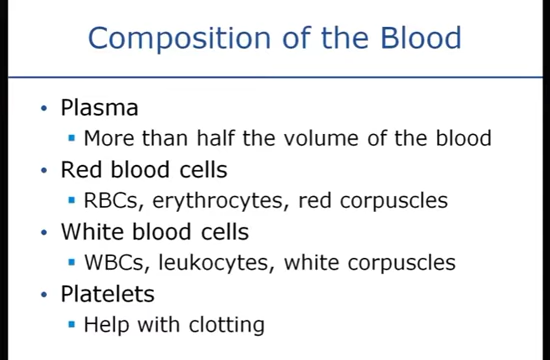 Composition of the Blood
• Plasma
▪ More than half the volume of the blood
• Red blood cells
▪ RBCs, erythrocytes, red corpuscles
• White blood cells
▪ WBCs, leukocytes, white corpuscles
• Platelets
▪ Help with clotting